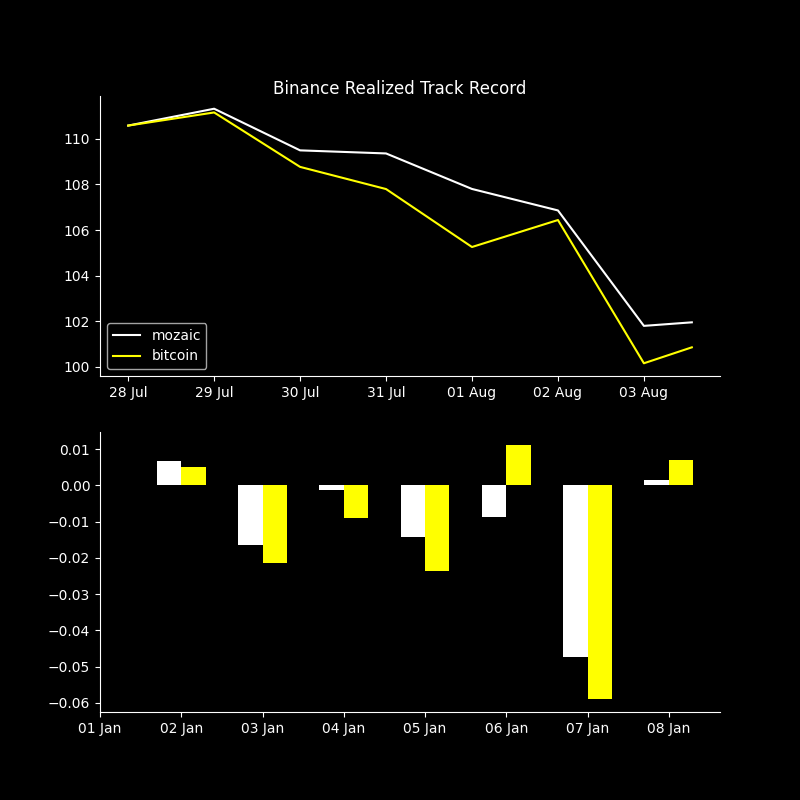 Binance Realized Track Record
110
108
106
104
102
100
mozaic
bitcoin
28 Jul 29 Jul 30 Jul 31 Jul 01 Aug 02 Aug 03 Aug
0.01
0.00
−0.01
−0.02
−0.03
−0.04
−0.05
−0.06
01 Jan 02 Jan 03 Jan 04 Jan 05 Jan 06 Jan 07 Jan 08 Jan